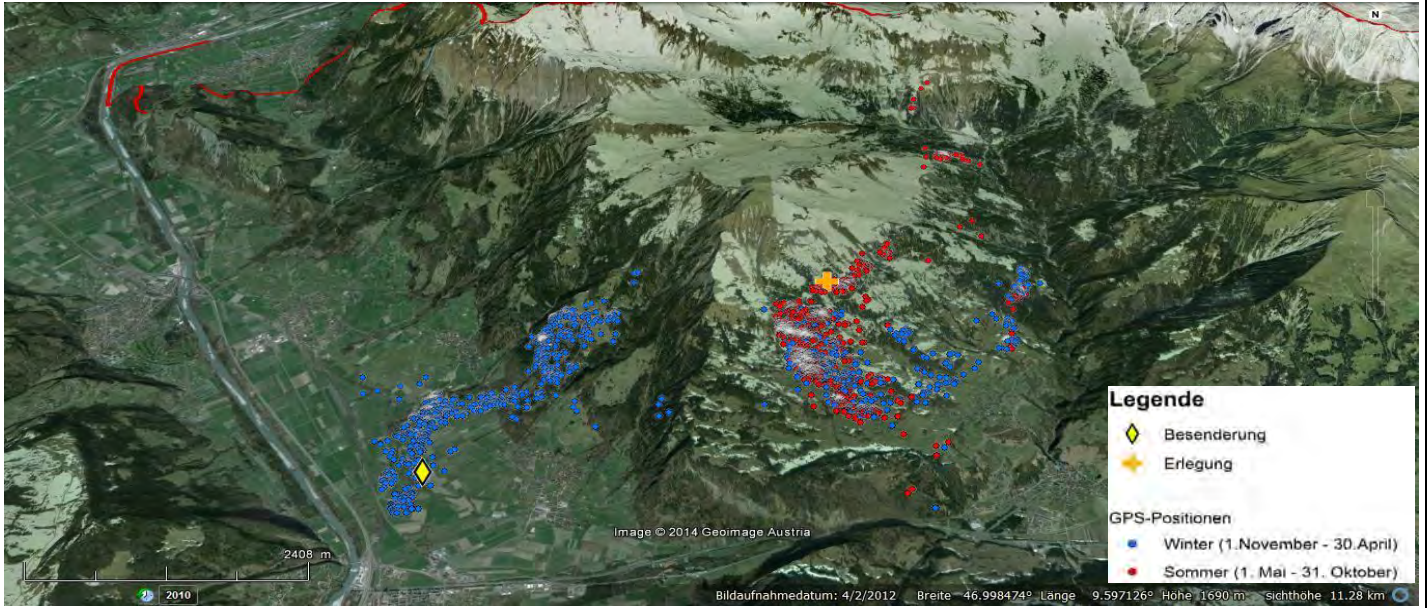 N
Legende
Besenderung
Erlegung
GPS-Positionen
Winter (1.November - 30.April)
Sommer (1. Mai - 31. Oktober)
Image © 2014 Geoimage Austria
2408 m
2010
Bildaufnahmedatum: 4/2/2012 Breite 46.998474° Länge 9.597126° Höhe 1690 m Sichthöhe 11.28 km